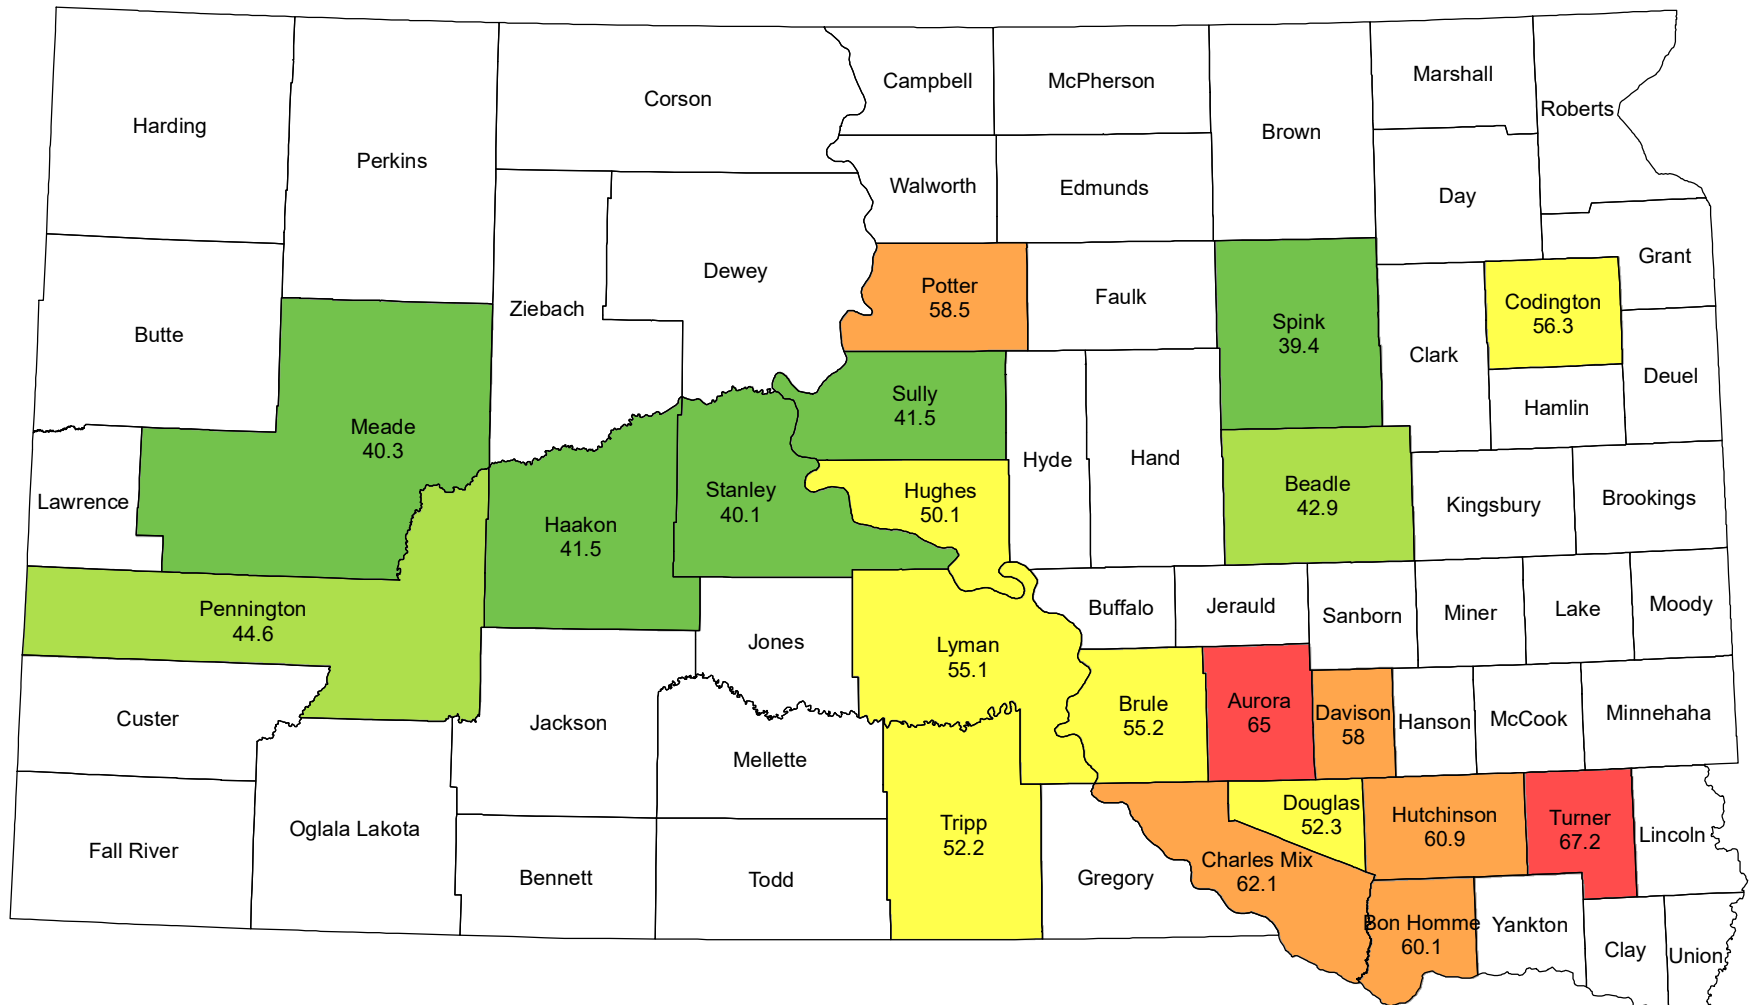 Harding
Perkins
Corson
Campbell
McPherson
Brown
Marshall
Roberts
Walworth
Edmunds
Day
Butte
Ziebach
Dewey
Potter
58.5
Faulk
Spink
39.4
Clark
Codington
56.3
Grant
Deuel
Hamlin
Meade
40.3
Sully
41.5
Lawrence
Haakon
41.5
Stanley
40.1
Hughes
50.1
Hyde
Hand
Beadle
42.9
Kingsbury
Brookings
Pennington
44.6
Jones
Lyman
55.1
Buffalo
Jerauld
Sanborn
Miner
Lake
Moody
Custer
Jackson
Mellette
Brule
55.2
Aurora
65
Davison
58
Hanson
McCook
Minnehaha
Fall River
Oglala Lakota
Bennett
Todd
Tripp
52.2
Gregory
Charles Mix
62.1
Douglas
52.3
Hutchinson
60.9
Turner
67.2
Lincoln
Bon Homme
60.1
Yankton
Clay
Union